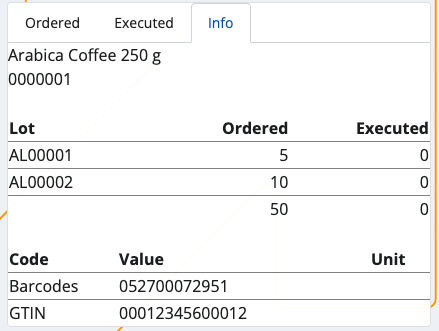 Ordered Executed Info
Arabica Coffee 250 g
0000001
Lot Ordered Executed
AL00001 5 0
AL00002 10 0
50 0
Code Value Unit
Barcodes 052700072951
GTIN 00012345600012